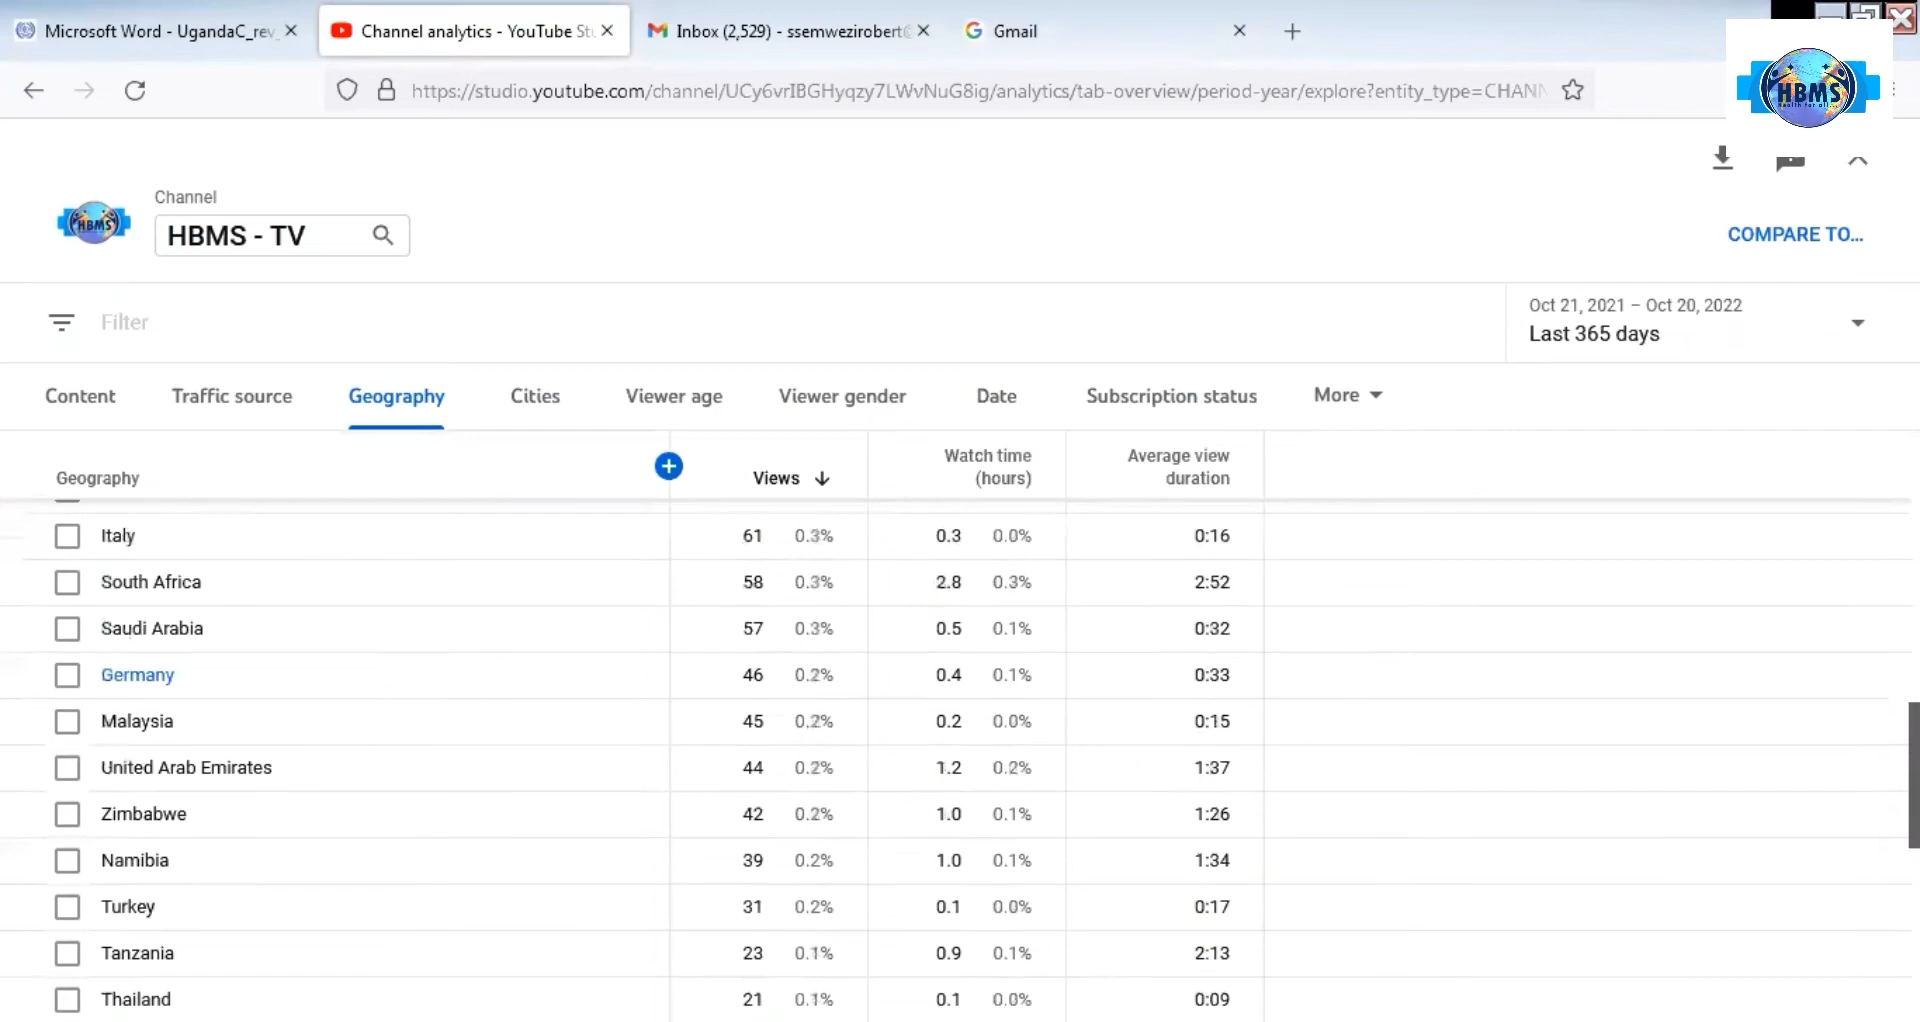 Microsoft Word - UgandaC_rev
Channel analytics - YouTube St
Inbox (2,529) - ssemwezirobert@
Gmail
https://studio.youtube.com/channel/UCy6vrIBGHyqzy7LWvNuG8ig/analytics/tab-overview/period-year/explore?entity_type=CHANN
HBMS
health for all...
HBMS
Channel
HBMS - TV
COMPARE TO...
Filter
Oct 21, 2021 – Oct 20, 2022
Last 365 days
Content Traffic source Geography Cities Viewer age Viewer gender Date Subscription status More
Geography Views Watch time (hours) Average view duration
Italy 61 0.3% 0.3 0.0% 0:16
South Africa 58 0.3% 2.8 0.3% 2:52
Saudi Arabia 57 0.3% 0.5 0.1% 0:32
Germany 46 0.2% 0.4 0.1% 0:33
Malaysia 45 0.2% 0.2 0.0% 0:15
United Arab Emirates 44 0.2% 1.2 0.2% 1:37
Zimbabwe 42 0.2% 1.0 0.1% 1:26
Namibia 39 0.2% 1.0 0.1% 1:34
Turkey 31 0.2% 0.1 0.0% 0:17
Tanzania 23 0.1% 0.9 0.1% 2:13
Thailand 21 0.1% 0.1 0.0% 0:09